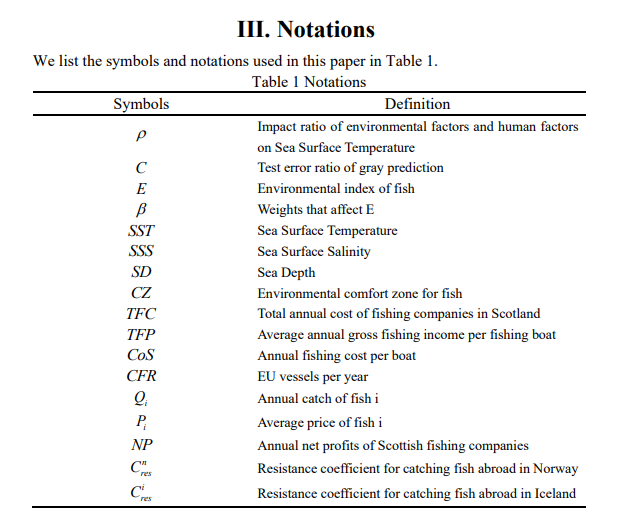 III. Notations
We list the symbols and notations used in this paper in Table 1.
Table 1 Notations
Symbols Definition
ρ Impact ratio of environmental factors and human factors
on Sea Surface Temperature
C Test error ratio of gray prediction
E Environmental index of fish
β Weights that affect E
SST Sea Surface Temperature
SSS Sea Surface Salinity
SD Sea Depth
CZ Environmental comfort zone for fish
TFC Total annual cost of fishing companies in Scotland
TFP Average annual gross fishing income per fishing boat
CoS Annual fishing cost per boat
CFR EU vessels per year
Q_i Annual catch of fish i
P_i Average price of fish i
NP Annual net profits of Scottish fishing companies
C_res^n Resistance coefficient for catching fish abroad in Norway
C_res^i Resistance coefficient for catching fish abroad in Iceland